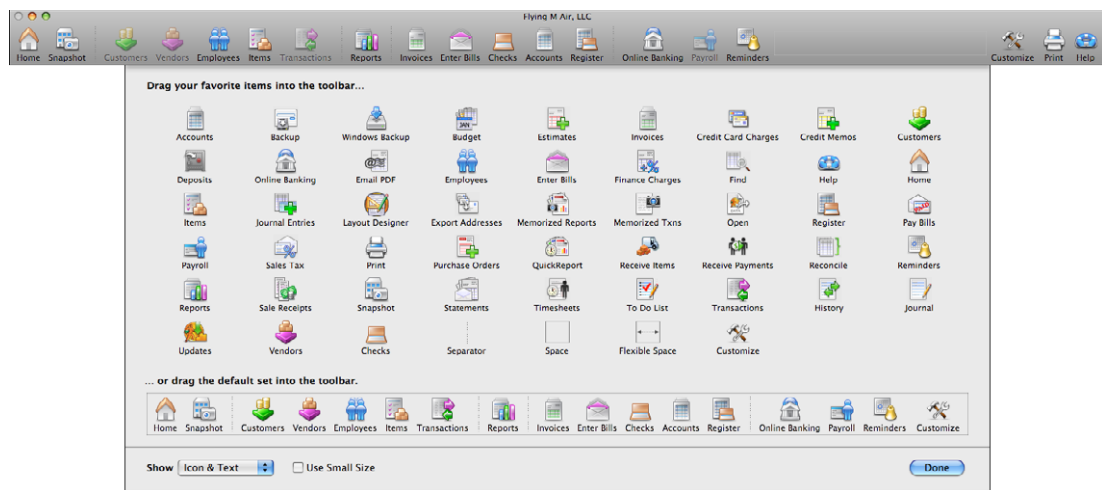 Flying M Air, LLC
Home Snapshot Customers Vendors Employees Items Transactions Reports Invoices Enter Bills Checks Accounts Register Online Banking Payroll Reminders Customize Print Help
Drag your favorite items into the toolbar...
Accounts Backup Windows Backup Budget Estimates Invoices Credit Card Charges Credit Memos Customers
Deposits Online Banking Email PDF Employees Enter Bills Finance Charges Find Help Home
Items Journal Entries Layout Designer Export Addresses Memorized Reports Memorized Txns Open Register Pay Bills
Payroll Sales Tax Print Purchase Orders QuickReport Receive Items Receive Payments Reconcile Reminders
Reports Sale Receipts Snapshot Statements Timesheets To Do List Transactions History Journal
Updates Vendors Checks Separator Space Flexible Space Customize
... or drag the default set into the toolbar.
Home Snapshot Customers Vendors Employees Items Transactions Reports Invoices Enter Bills Checks Accounts Register Online Banking Payroll Reminders Customize
Show Icon & Text Use Small Size Done